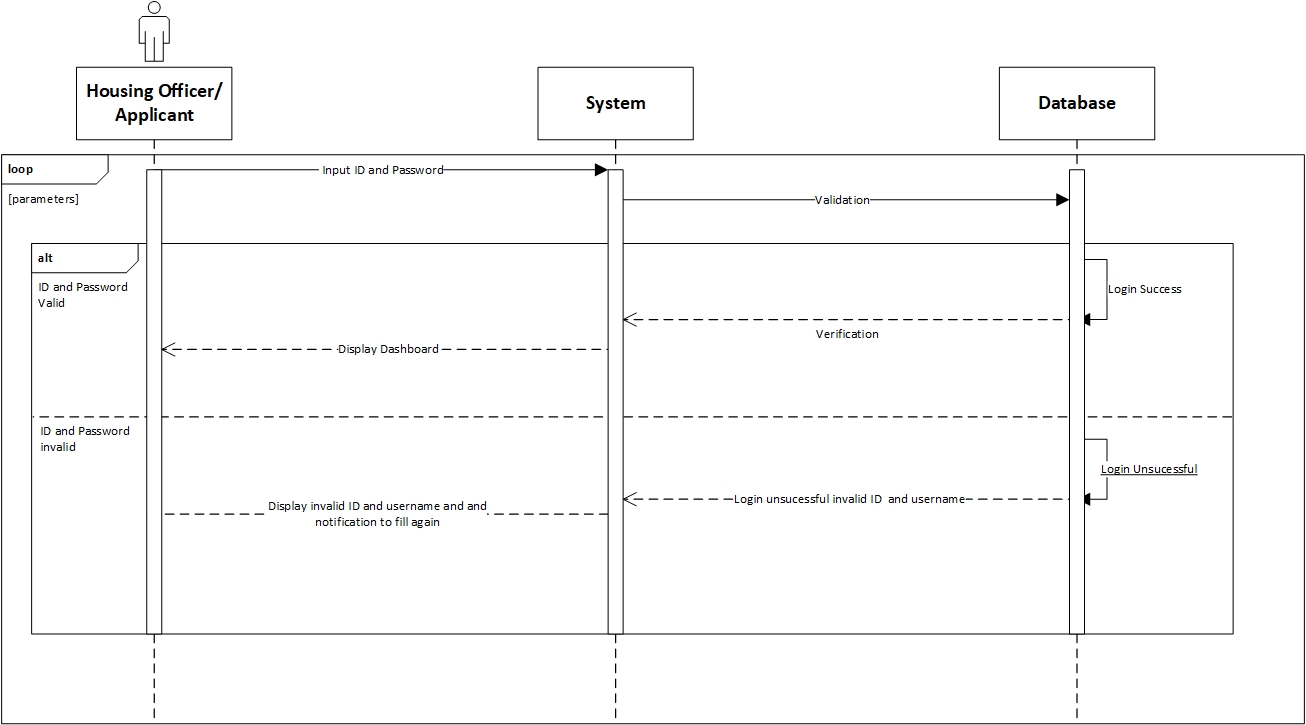 Housing Officer/
Applicant
System
Database
loop
Input ID and Password
[parameters]
Validation
alt
ID and Password
Valid
Login Success
Verification
Display Dashboard
ID and Password
invalid
Login Unsucessful
Login unsucessful invalid ID and username
Display invalid ID and username and and
notification to fill again